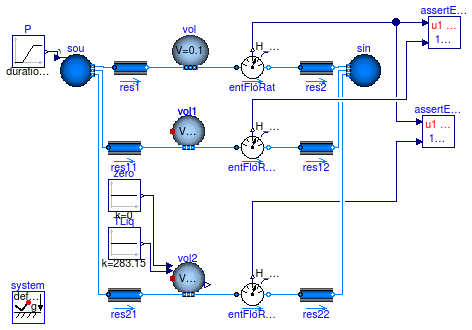 assertE...
P
vol
u1 ...
1...
sou
V=0.1
H ...
sin
duratio...
res1
entFloRat
res2
vol1
assertE...
V...
H ...
u1 ...
1...
res11
entFloR...
res12
zero
k=0
TLiq
k=283.15
vol2
V...
H ...
system
def...
g
res21
entFloR...
res22